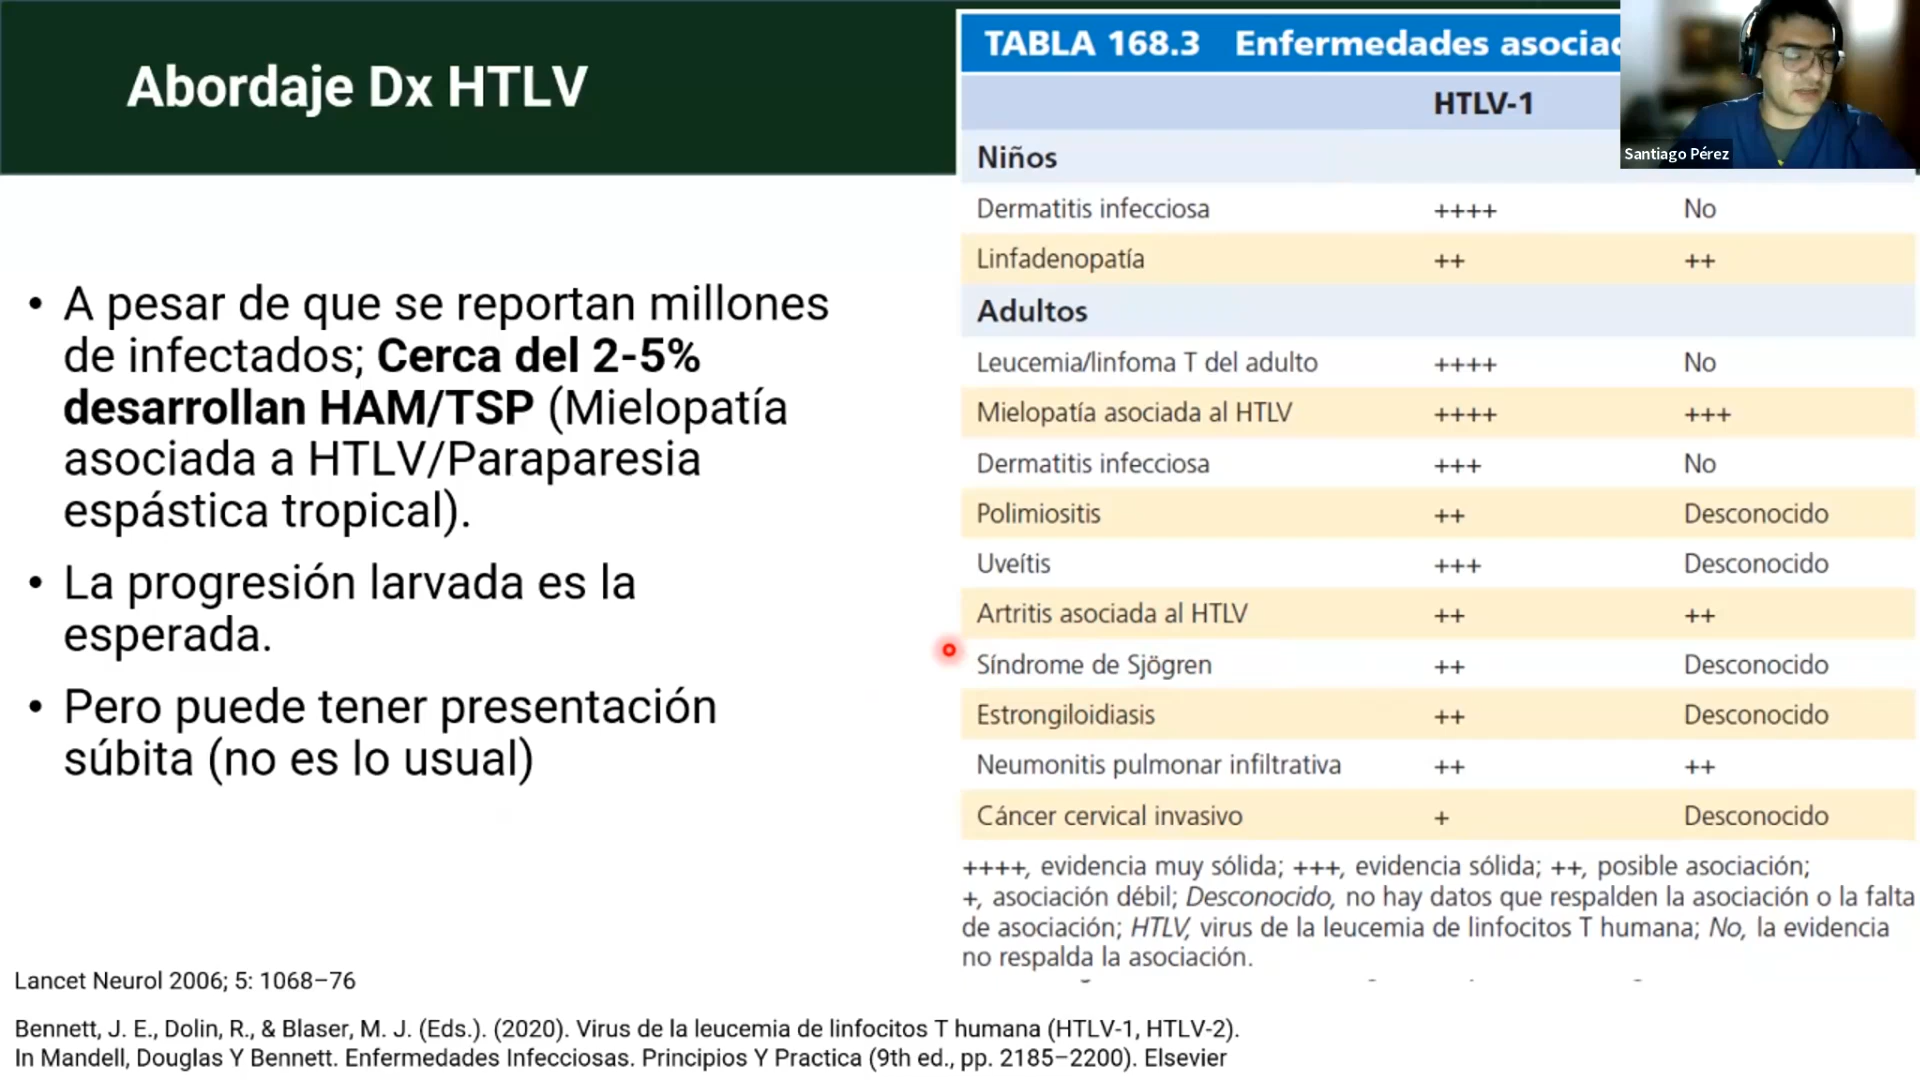 Abordaje Dx HTLV
• A pesar de que se reportan millones
de infectados; Cerca del 2-5%
desarrollan HAM/TSP (Mielopatía
asociada a HTLV/Paraparesia
espástica tropical).
• La progresión larvada es la
esperada.
• Pero puede tener presentación
súbita (no es lo usual)
Lancet Neurol 2006; 5: 1068–76
Bennett, J. E., Dolin, R., & Blaser, M. J. (Eds.). (2020). Virus de la leucemia de linfocitos T humana (HTLV-1, HTLV-2).
In Mandell, Douglas Y Bennett. Enfermedades Infecciosas. Principios Y Practica (9th ed., pp. 2185–2200). Elsevier
TABLA 168.3 Enfermedades
HTLV-1
Niños
Dermatitis infecciosa ++++ No
Linfadenopatía ++ ++
Adultos
Leucemia/linfoma T del adulto ++++ No
Mielopatía asociada al HTLV ++++ +++
Dermatitis infecciosa +++ No
Polimiositis ++ Desconocido
Uveítis +++ Desconocido
Artritis asociada al HTLV ++ ++
Síndrome de Sjögren ++ Desconocido
Estrongiloidiasis ++ Desconocido
Neumonitis pulmonar infiltrativa ++ ++
Cáncer cervical invasivo + Desconocido
++++, evidencia muy sólida; +++, evidencia sólida; ++, posible asociación;
+, asociación débil; Desconocido, no hay datos que respalden la asociación o la falta
de asociación; HTLV, virus de la leucemia de linfocitos T humana; No, la evidencia
no respalda la asociación.
Santiago Pérez